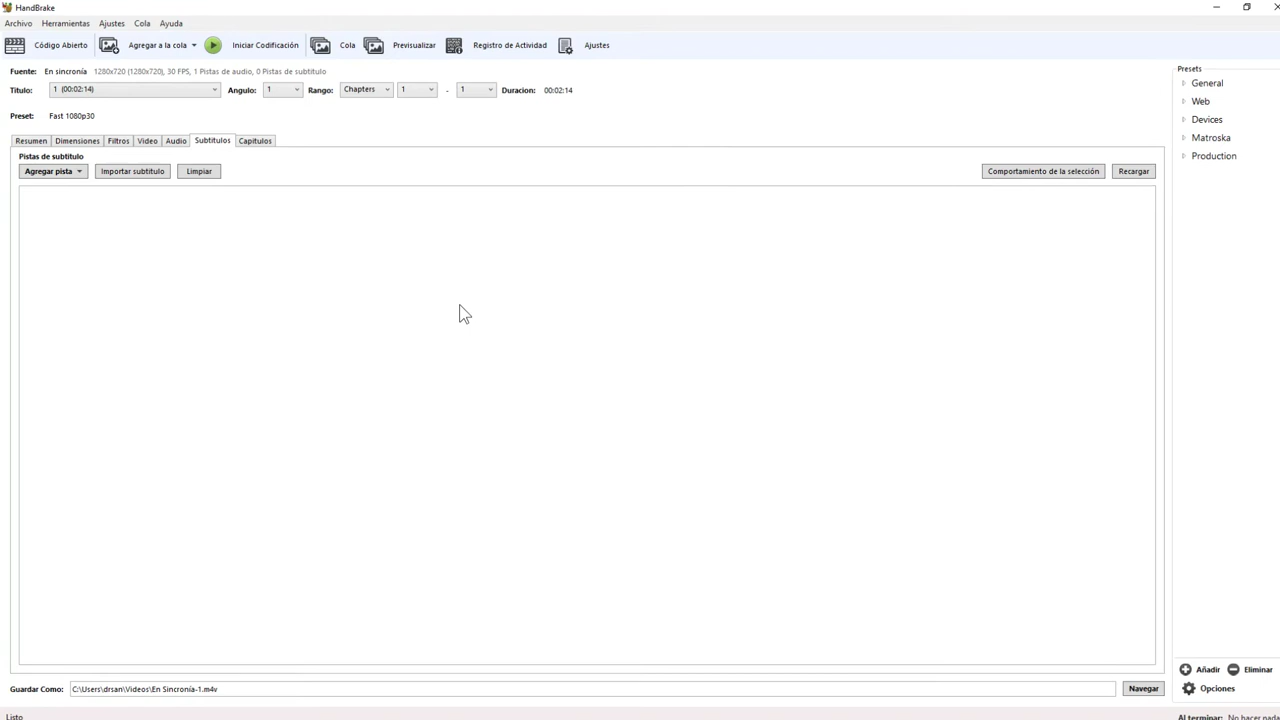 HandBrake
Archivo Herramientas Ajustes Cola Ayuda
Código Abierto Agregar a la cola Iniciar Codificación Cola Previsualizar Registro de Actividad Ajustes
Fuente: En sincronía 1280x720 (1280x720), 30 FPS, 1 Pistas de audio, 0 Pistas de subtítulo
Título: 1 (00:02:14) Angulo: 1 Rango: Chapters 1 - 1 Duracion: 00:02:14
Preset: Fast 1080p30
Resumen Dimensiones Filtros Video Audio Subtitulos Capitulos
Pistas de subtitulo
Agregar pista Importar subtitulo Limpiar Comportamiento de la selección Recargar
Presets
General
Web
Devices
Matroska
Production
Añadir Eliminar
Opciones
Guardar Como: C:\Users\drsan\Videos\En Sincronía-1.m4v Navegar
Listo Al terminar: No hacer nada